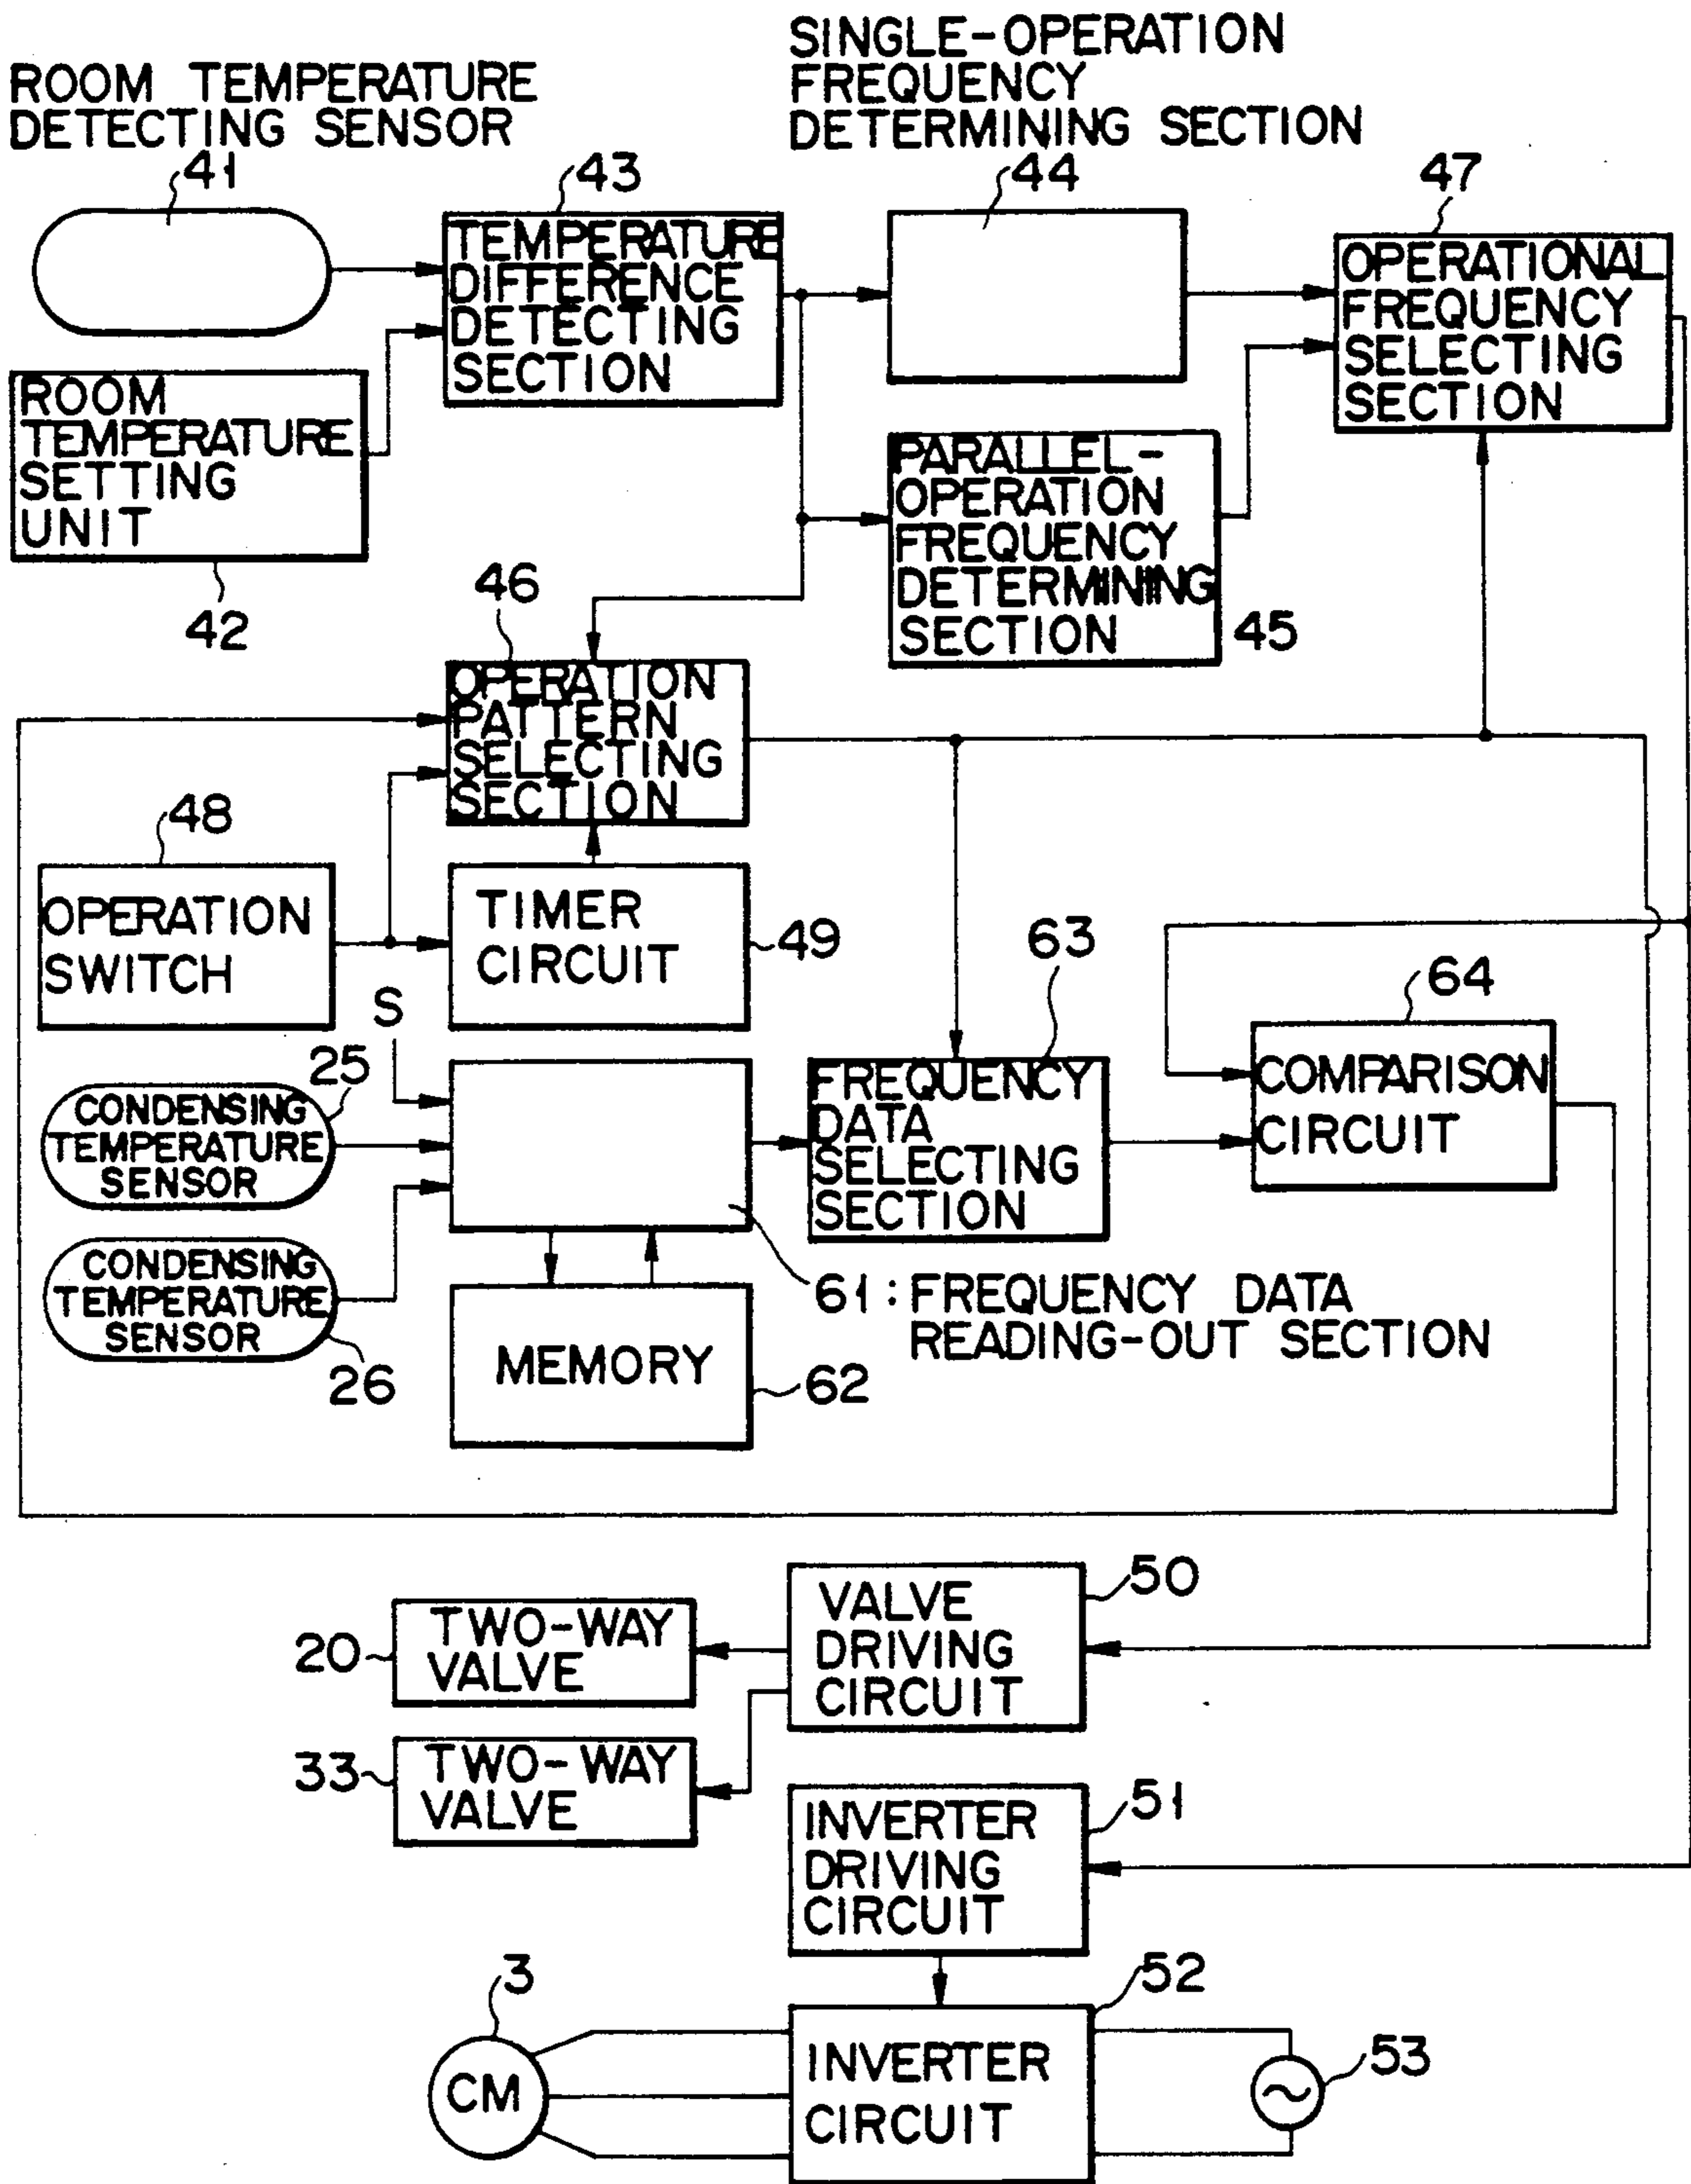 SINGLE-OPERATION
FREQUENCY
DETERMINING SECTION
ROOM TEMPERATURE
DETECTING SENSOR
41
43
44
47
TEMPERATURE
DIFFERENCE
DETECTING
SECTION
OPERATIONAL
FREQUENCY
SELECTING
SECTION
ROOM
TEMPERATURE
SETTING
UNIT
42
PARALLEL-
OPERATION
FREQUENCY
DETERMINING
SECTION
45
46
OPERATION
PATTERN
SELECTING
SECTION
48
OPERATION
SWITCH
TIMER
CIRCUIT
49
S
63
64
25
CONDENSING
TEMPERATURE
SENSOR
FREQUENCY
DATA
SELECTING
SECTION
COMPARISON
CIRCUIT
CONDENSING
TEMPERATURE
SENSOR
26
61: FREQUENCY DATA
READING-OUT SECTION
MEMORY
62
50
VALVE
DRIVING
CIRCUIT
20
TWO-WAY
VALVE
33
TWO-WAY
VALVE
51
INVERTER
DRIVING
CIRCUIT
3
CM
52
INVERTER
CIRCUIT
53